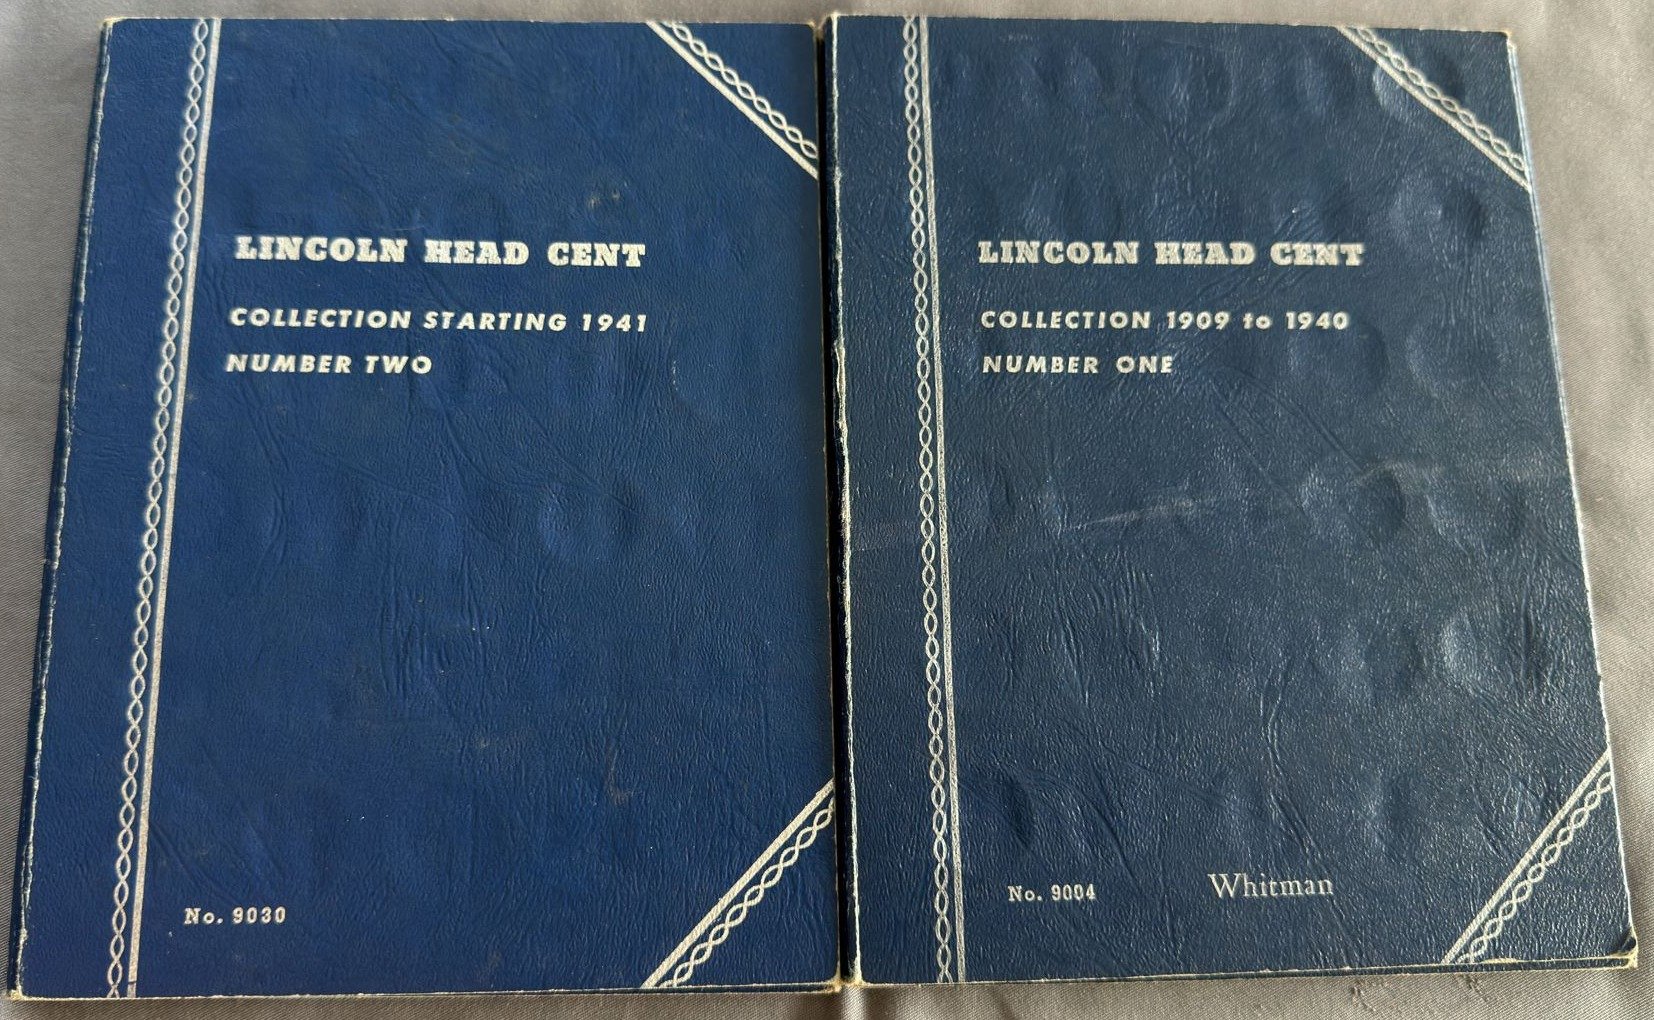 LINCOLN HEAD CENT
COLLECTION STARTING 1941
NUMBER TWO
No. 9030
LINCOLN HEAD CENT
COLLECTION 1909 to 1940
NUMBER ONE
No. 9004
Whitman